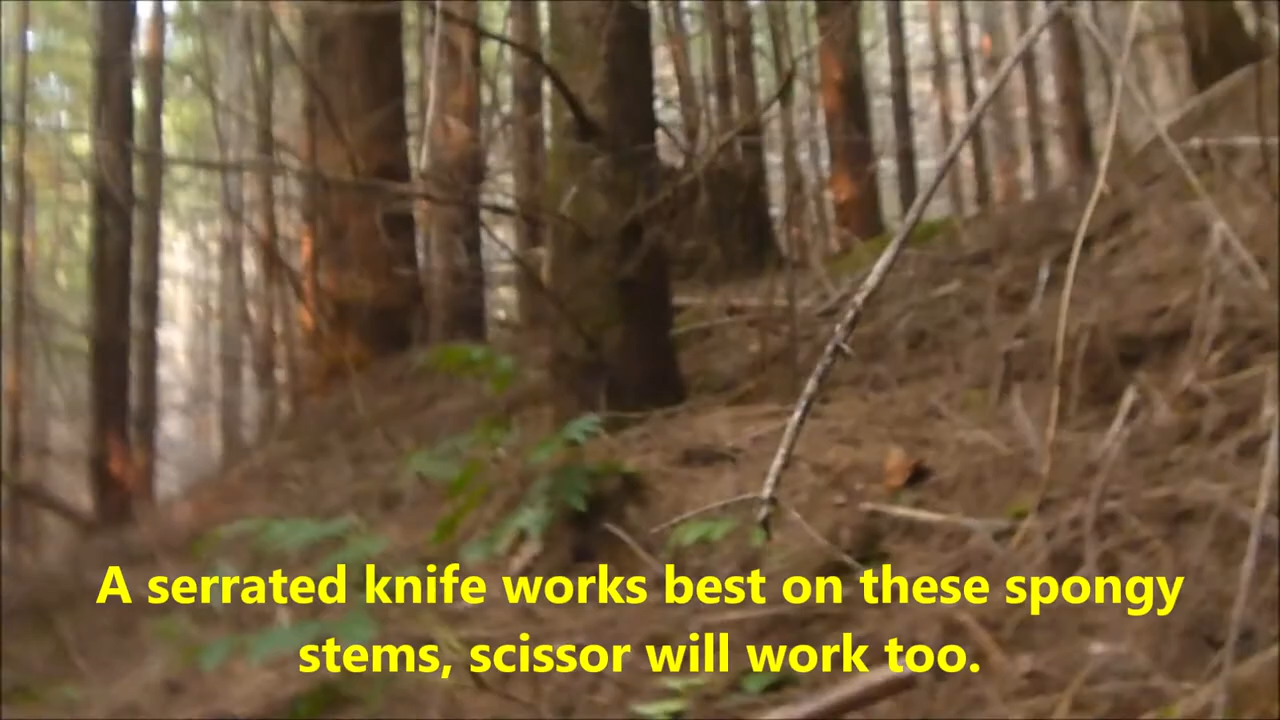 A serrated knife works best on these spongy
stems, scissor will work too.